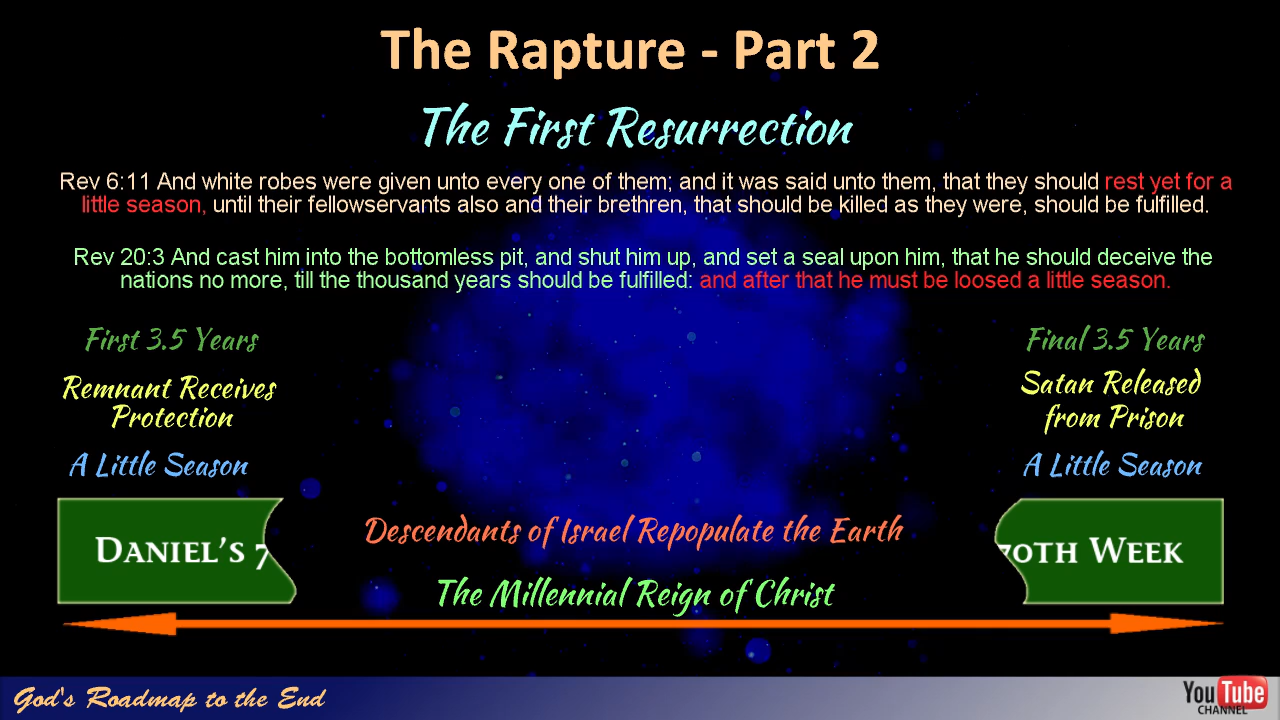 The Rapture - Part 2
The First Resurrection
Rev 6:11 And white robes were given unto every one of them; and it was said unto them, that they should rest yet for a
little season, until their fellowservants also and their brethren, that should be killed as they were, should be fulfilled.
Rev 20:3 And cast him into the bottomless pit, and shut him up, and set a seal upon him, that he should deceive the
nations no more, till the thousand years should be fulfilled: and after that he must be loosed a little season.
First 3.5 Years
Remnant Receives
Protection
A Little Season
Final 3.5 Years
Satan Released
from Prison
A Little Season
Daniel's 7
Descendants of Israel Repopulate the Earth
The Millennial Reign of Christ
70th Week
God's Roadmap to the End
YouTube
CHANNEL